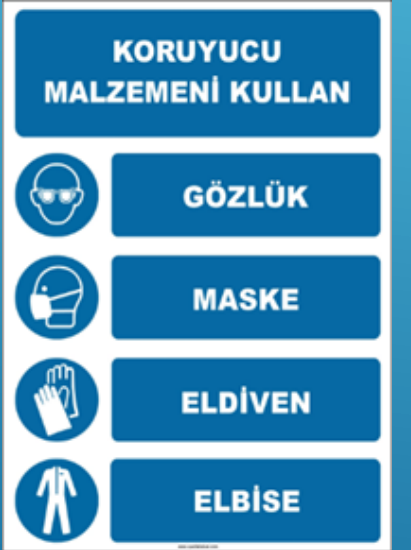 KORUYUCU
MALZEMENİ KULLAN
GÖZLÜK
MASKE
ELDİVEN
ELBİSE